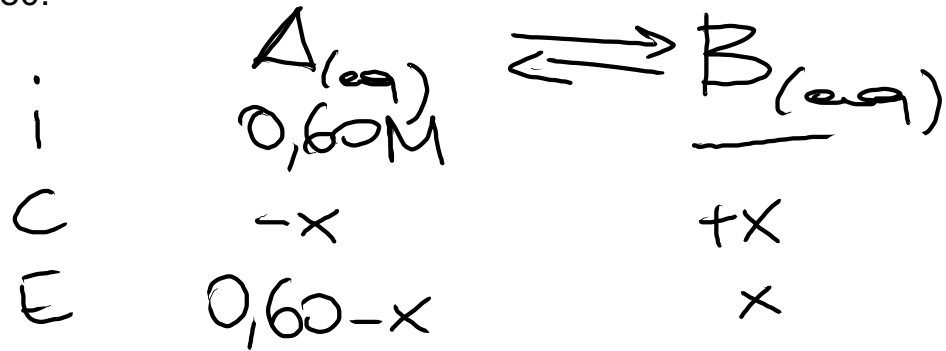 A(aq) ⇌ B(aq)
i 0,60M —
C -x +x
E 0,60-x x